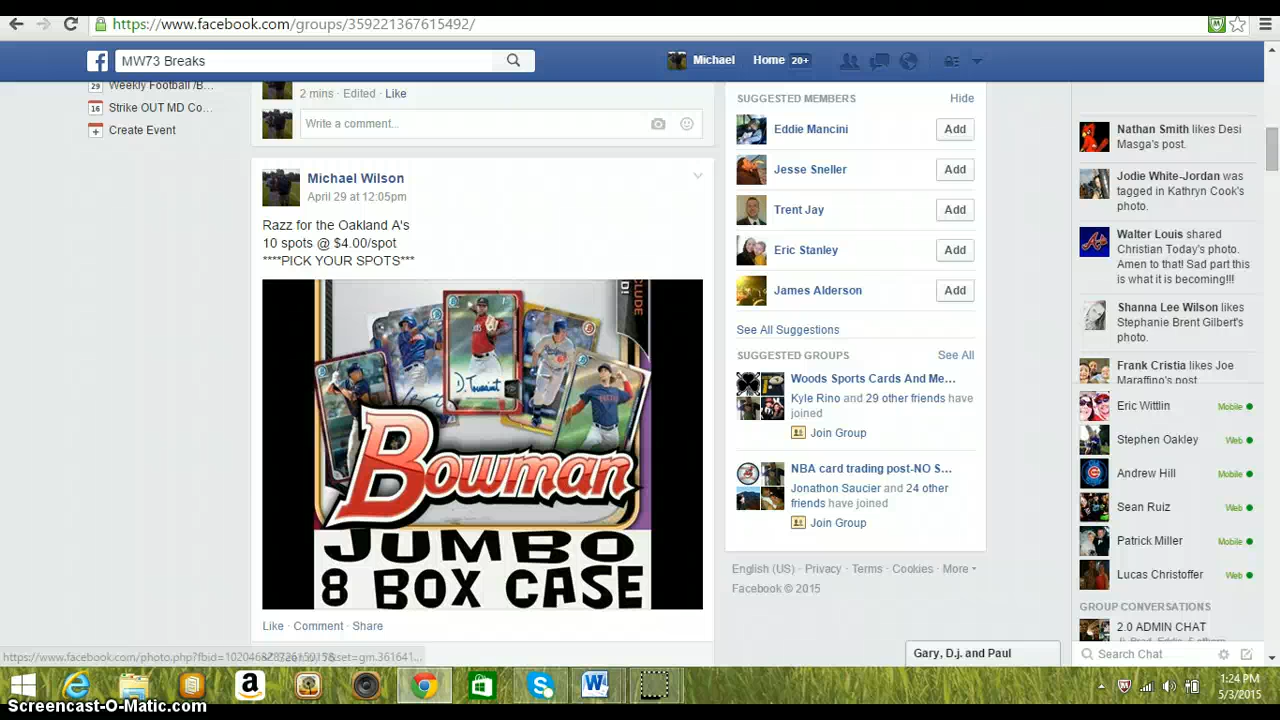 https://www.facebook.com/groups/359221367615492/
MW73 Breaks
Michael
Home 20+
29 Weekly Football /B...
16 Strike OUT MD Co...
Create Event
2 mins · Edited · Like
Write a comment...
Michael Wilson
April 29 at 12:05pm
Razz for the Oakland A's
10 spots @ $4.00/spot
****PICK YOUR SPOTS***
D. Toussaint
BOWMAN
JUMBO
8 BOX CASE
Like · Comment · Share
SUGGESTED MEMBERS Hide
Eddie Mancini Add
Jesse Sneller Add
Trent Jay Add
Eric Stanley Add
James Alderson Add
See All Suggestions
SUGGESTED GROUPS See All
Woods Sports Cards And Me...
Kyle Rino and 29 other friends have
joined
Join Group
NBA card trading post-NO S...
Jonathon Saucier and 24 other
friends have joined
Join Group
English (US) · Privacy · Terms · Cookies · More
Facebook © 2015
Nathan Smith likes Desi
Masga's post.
Jodie White-Jordan was
tagged in Kathryn Cook's
photo.
Walter Louis shared
Christian Today's photo.
Amen to that! Sad part this
is what it is becoming!!!
Shanna Lee Wilson likes
Stephanie Brent Gilbert's
photo.
Frank Cristia likes Joe
Maraffino's post
Eric Wittlin Mobile
Stephen Oakley Web
Andrew Hill Mobile
Sean Ruiz Web
Patrick Miller Mobile
Lucas Christoffer Web
GROUP CONVERSATIONS
2.0 ADMIN CHAT
Gary, D.j. and Paul
Search Chat
1:24 PM
5/3/2015
Screencast-O-Matic.com